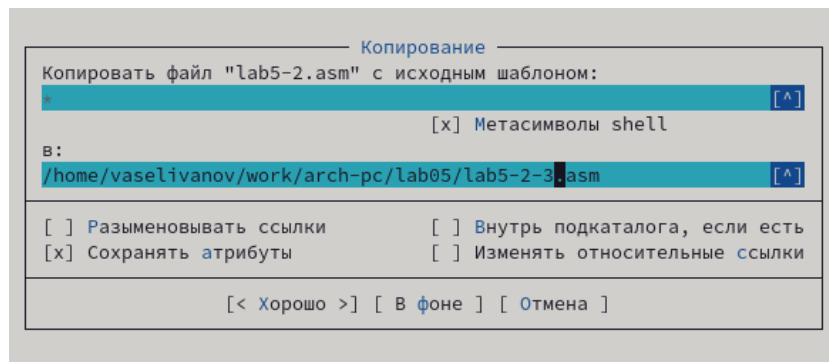 Копирование
Копировать файл "lab5-2.asm" с исходным шаблоном:
* [^]
[x] Метасимволы shell
в:
/home/vaselivanov/work/arch-pc/lab05/lab5-2-3.asm [^]
[ ] Разыменовывать ссылки [ ] Внутрь подкаталога, если есть
[x] Сохранять атрибуты [ ] Изменять относительные ссылки
[< Хорошо >] [ В фоне ] [ Отмена ]